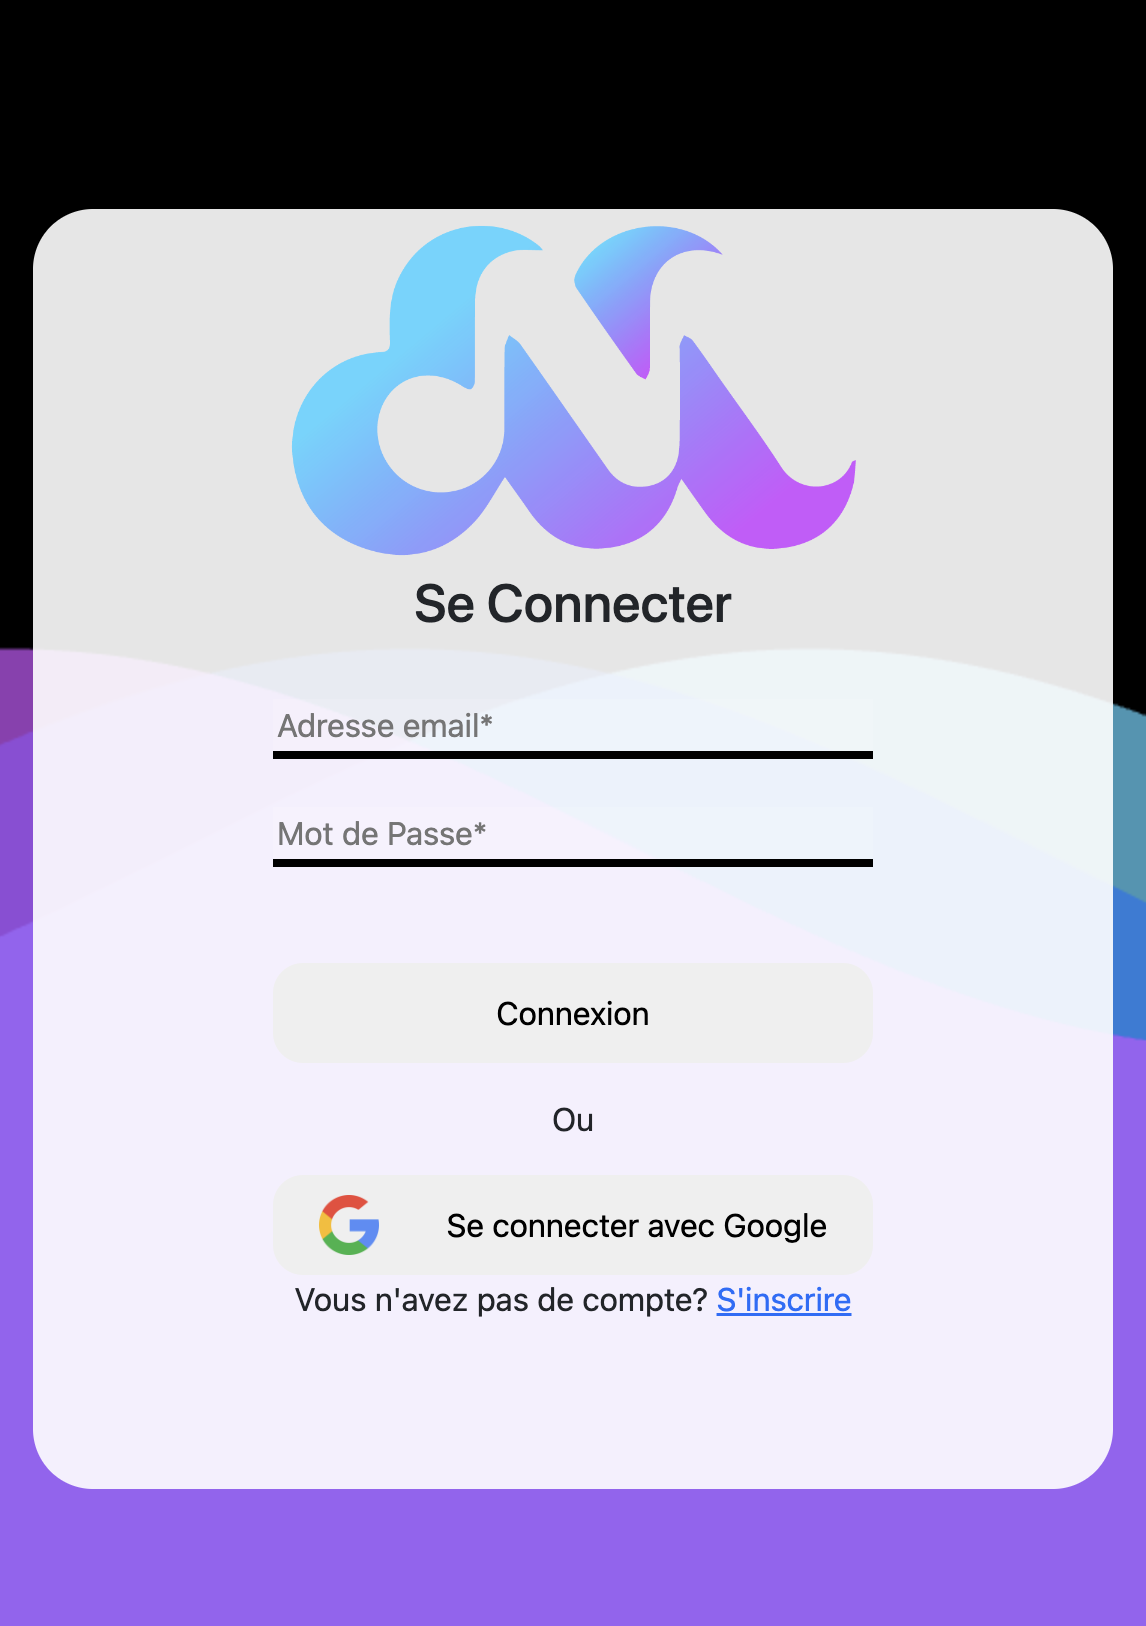 Se Connecter
Adresse email*
Mot de Passe*
Connexion
Ou
Se connecter avec Google
Vous n'avez pas de compte? S'inscrire